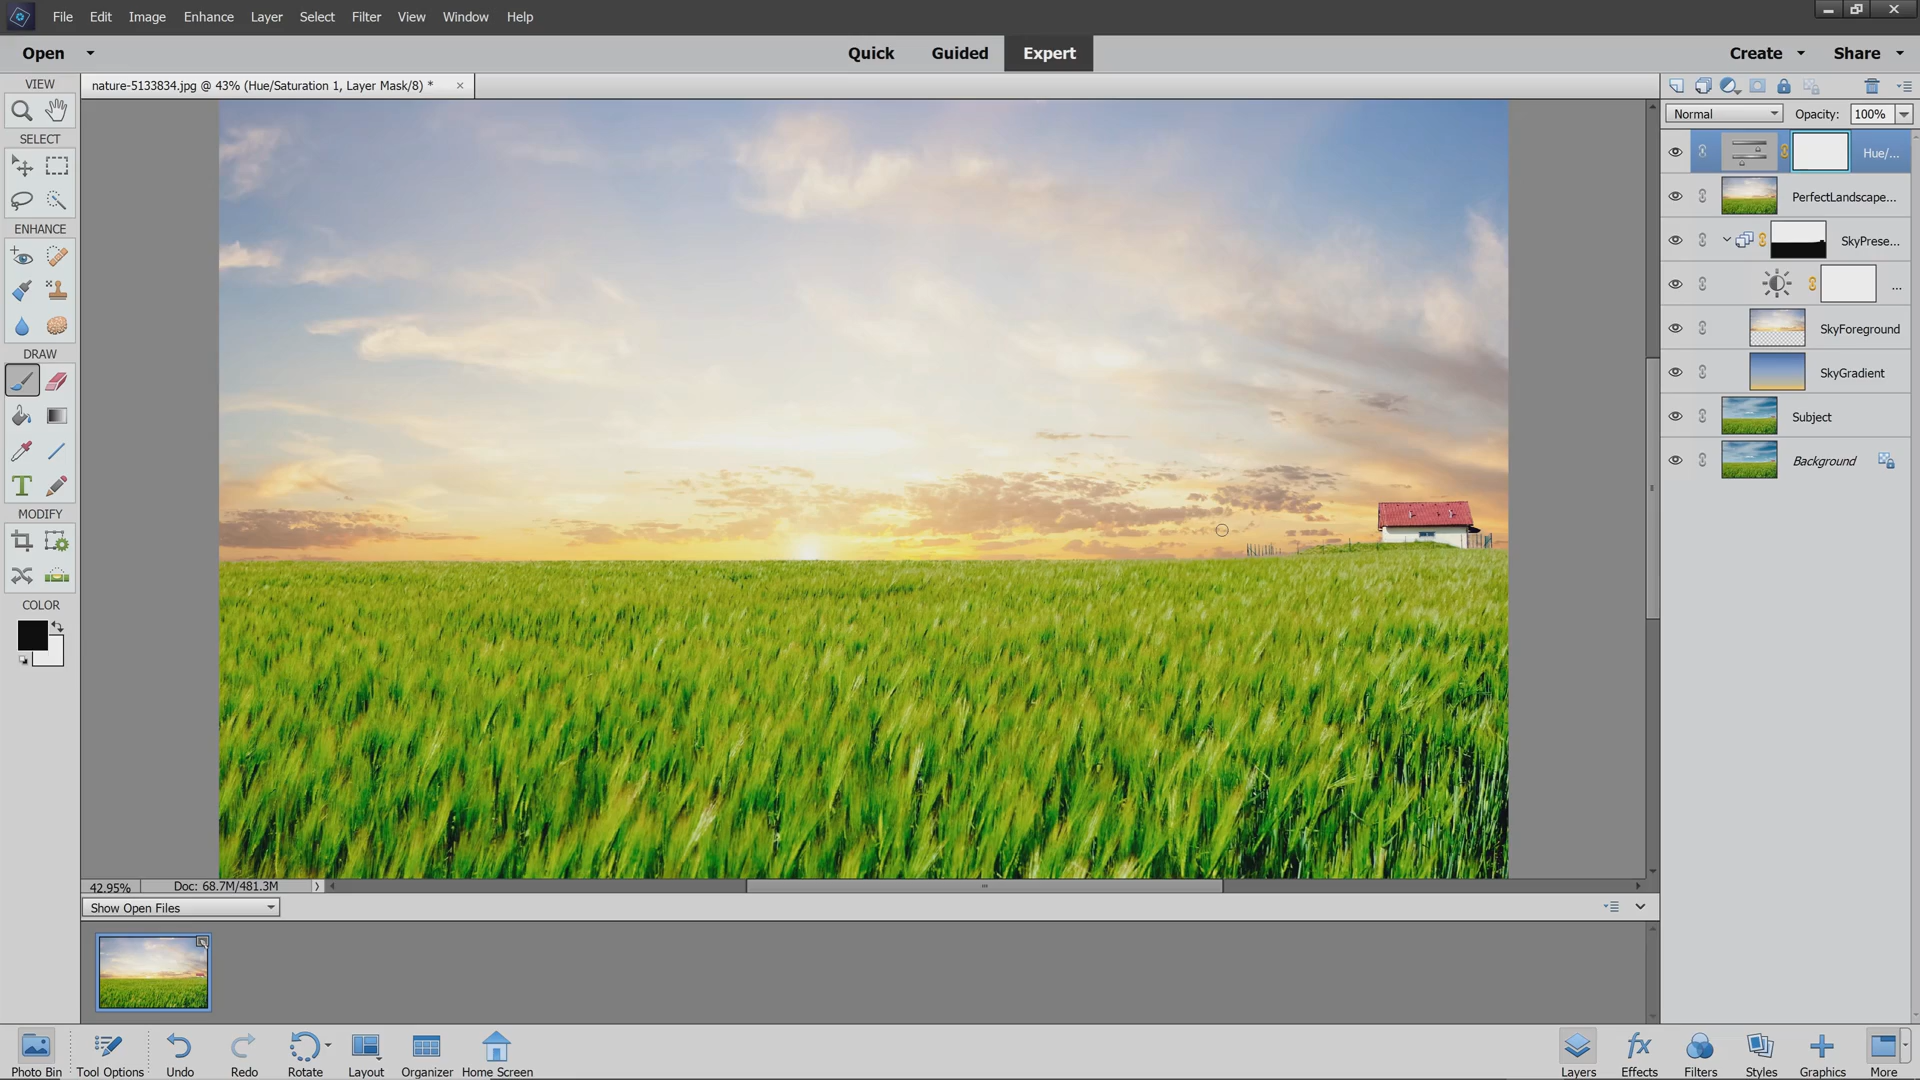 File Edit Image Enhance Layer Select Filter View Window Help
Open Quick Guided Expert Create Share
VIEW
nature-5133834.jpg @ 43% (Hue/Saturation 1, Layer Mask/8) *
Normal Opacity: 100%
SELECT
Hue/...
PerfectLandscape...
ENHANCE
SkyPrese...
...
SkyForeground
DRAW
SkyGradient
Subject
Background
T
MODIFY
COLOR
42.95% Doc: 68.7M/481.3M
Show Open Files
fx
Photo Bin Tool Options Undo Redo Rotate Layout Organizer Home Screen Layers Effects Filters Styles Graphics More